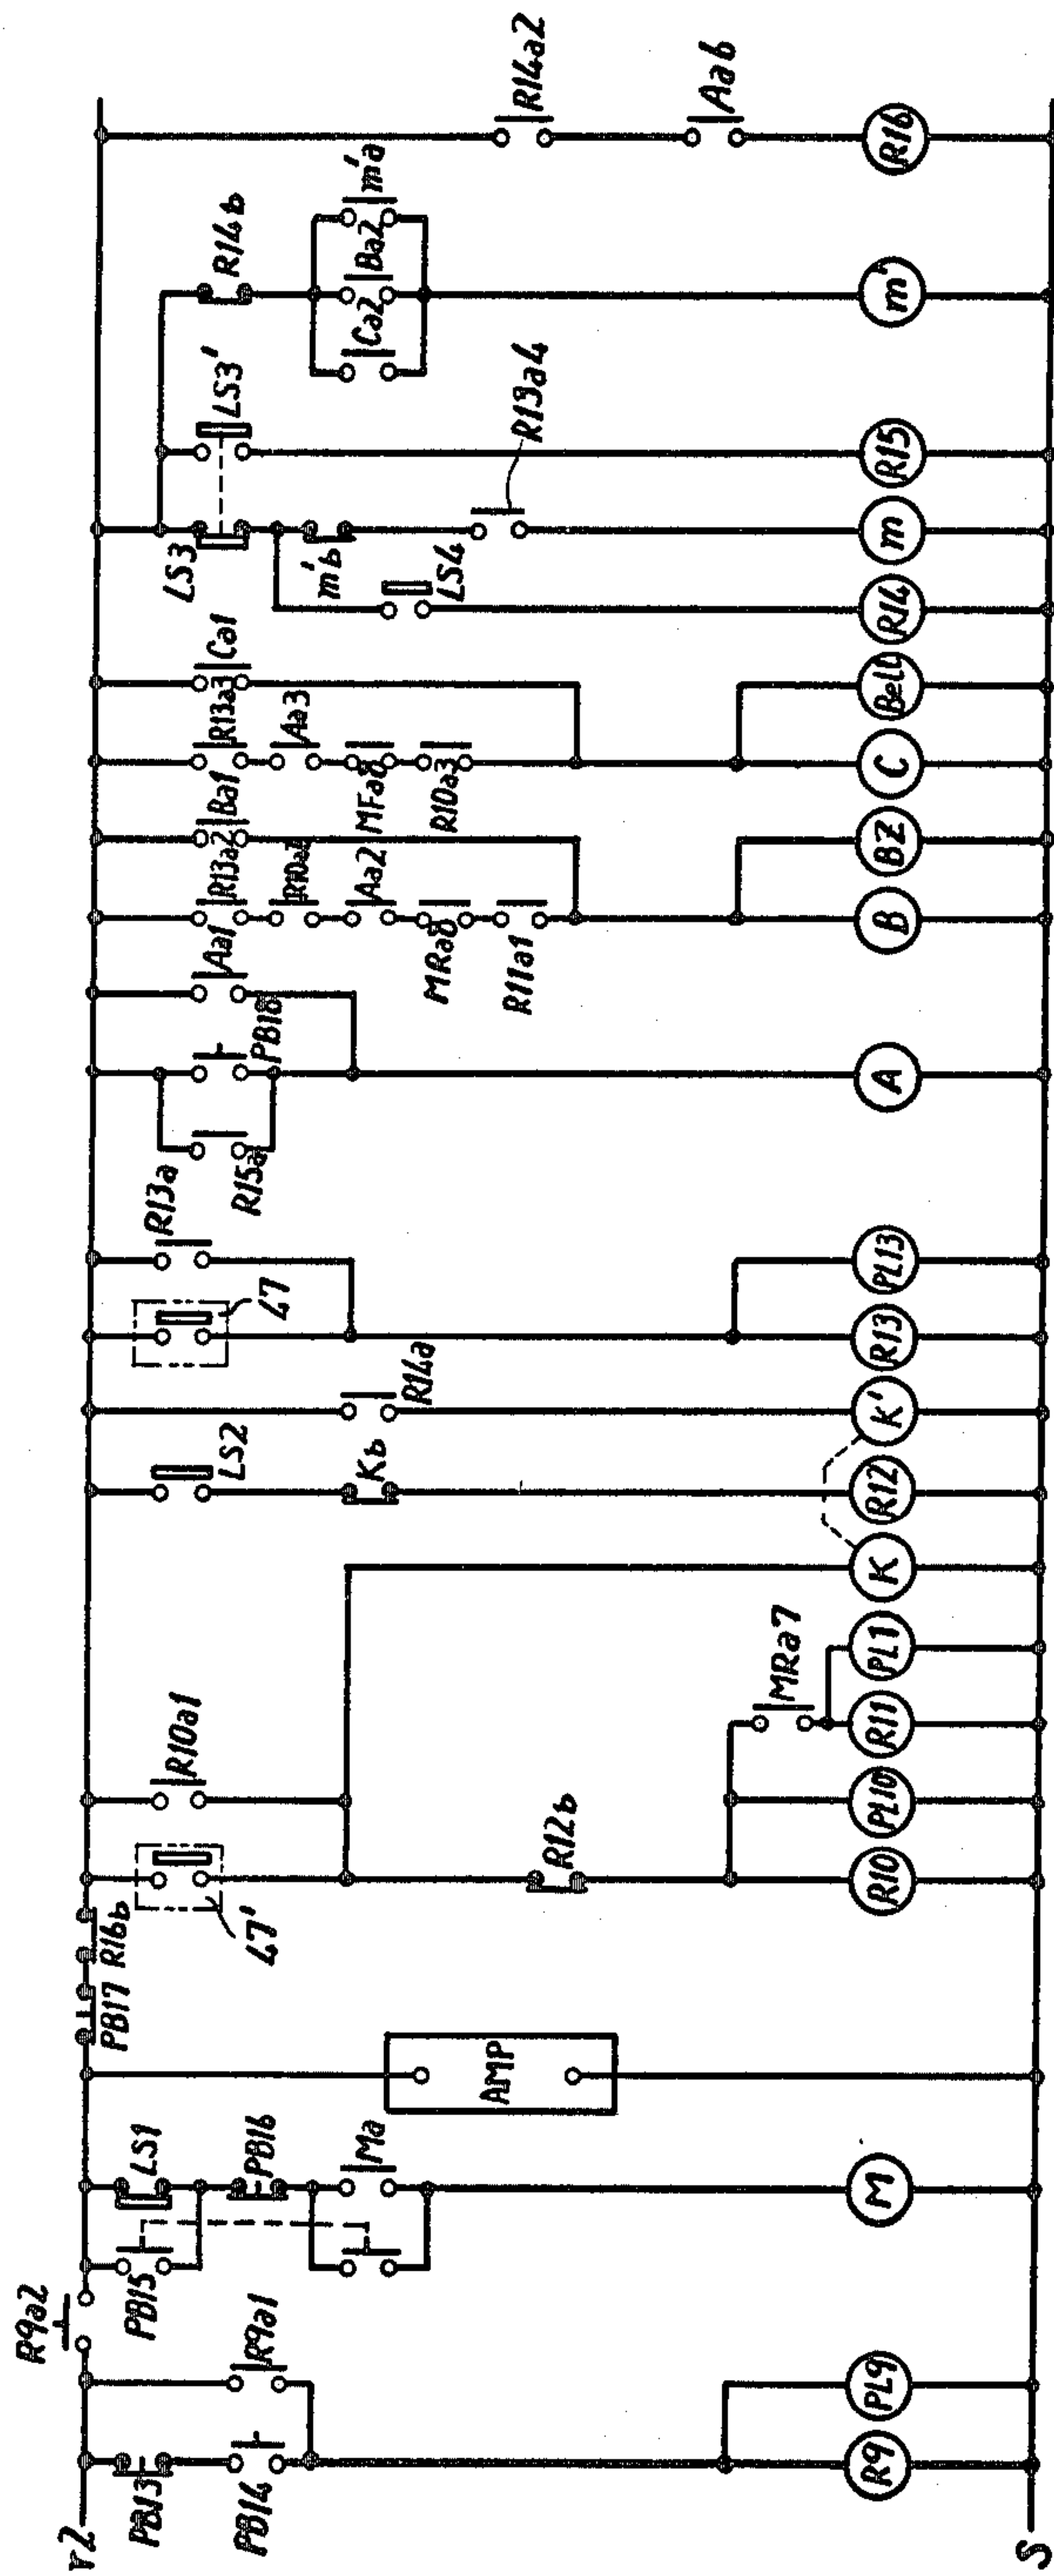 r2
R9a2
PB13
PB14
R9a1
R9
PL9
PB15
LS1
PB16
Ma
M
AMP
PB17
R16b
47'
R10a1
R12b
R10
PL10
MRa7
R11
PL1
K
LS2
Kb
R12
R14a
K'
47
R13a
R13
PL13
R15a
PB18
Aa1
A
R13a2
Aa2
MRa8
R11a1
B
Ba1
BZ
R13a3
Aa3
MFa8
R10a3
C
Ca1
Bell
LS3
m'b
LS4
R14
R13a4
m
LS3'
R15
R14b
Ca2
Ba2
m'a
m'
R14a2
Aa6
R16
S